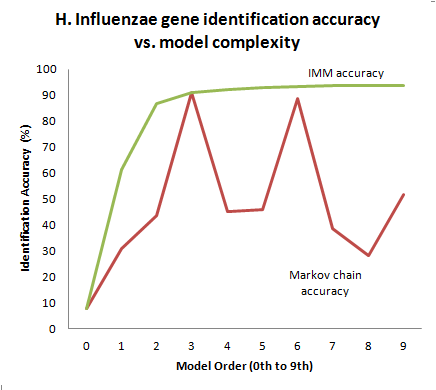 H. Influenzae gene identification accuracy
vs. model complexity
100
90
80
70
60
50
40
30
20
10
0
Identification Accuracy (%)
IMM accuracy
Markov chain
accuracy
0 1 2 3 4 5 6 7 8 9
Model Order (0th to 9th)